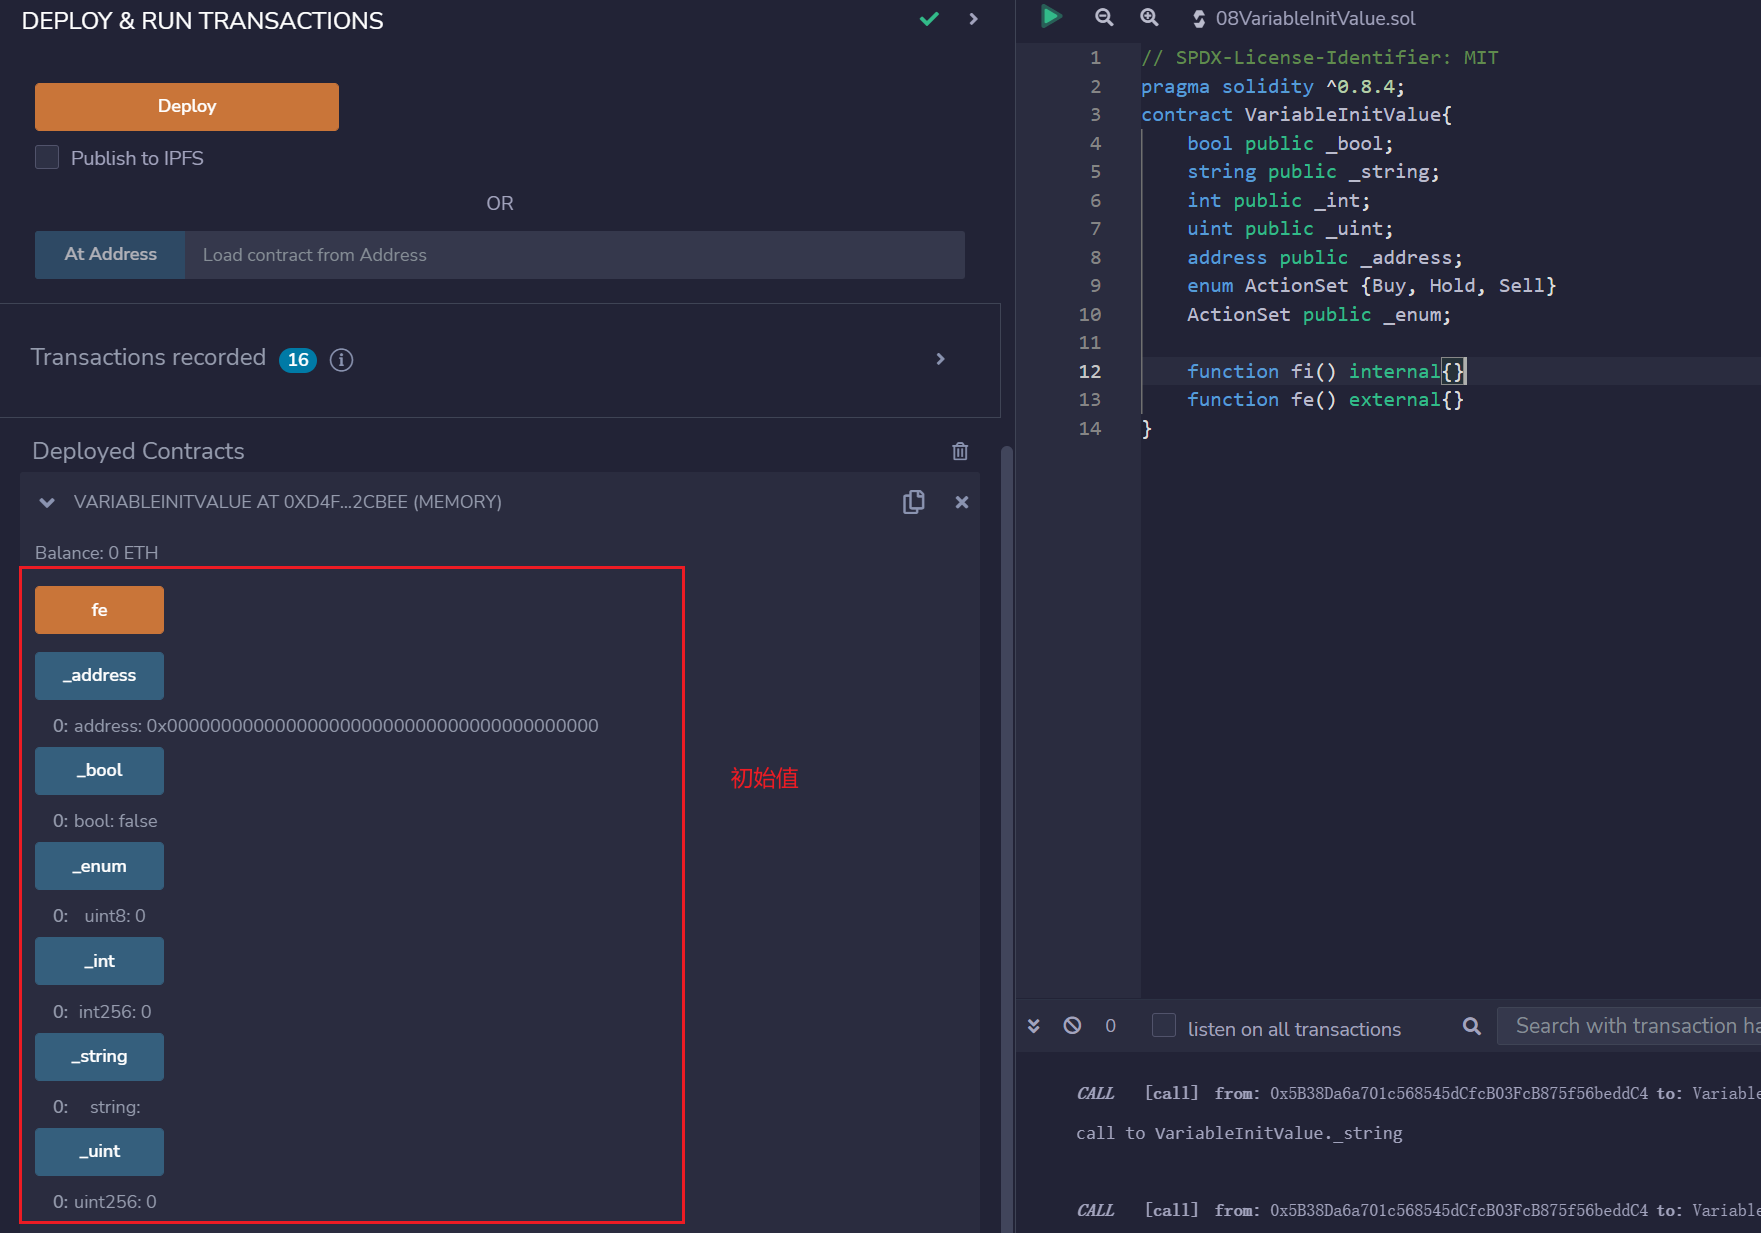 DEPLOY & RUN TRANSACTIONS
Deploy
Publish to IPFS
OR
At Address
Load contract from Address
Transactions recorded 16 i
Deployed Contracts
VARIABLEINITVALUE AT 0XD4F...2CBEE (MEMORY)
Balance: 0 ETH
fe
_address
0: address: 0x0000000000000000000000000000000000000000
_bool
0: bool: false
_enum
0: uint8: 0
_int
0: int256: 0
_string
0: string:
_uint
0: uint256: 0
初始值
08VariableInitValue.sol
1 // SPDX-License-Identifier: MIT
2 pragma solidity ^0.8.4;
3 contract VariableInitValue{
4 bool public _bool;
5 string public _string;
6 int public _int;
7 uint public _uint;
8 address public _address;
9 enum ActionSet {Buy, Hold, Sell}
10 ActionSet public _enum;
11
12 function fi() internal{}
13 function fe() external{}
14 }
0 listen on all transactions Search with transaction ha
CALL [call] from: 0x5B38Da6a701c568545dCfcB03FcB875f56beddC4 to: Variable
call to VariableInitValue._string
CALL [call] from: 0x5B38Da6a701c568545dCfcB03FcB875f56beddC4 to: Variable